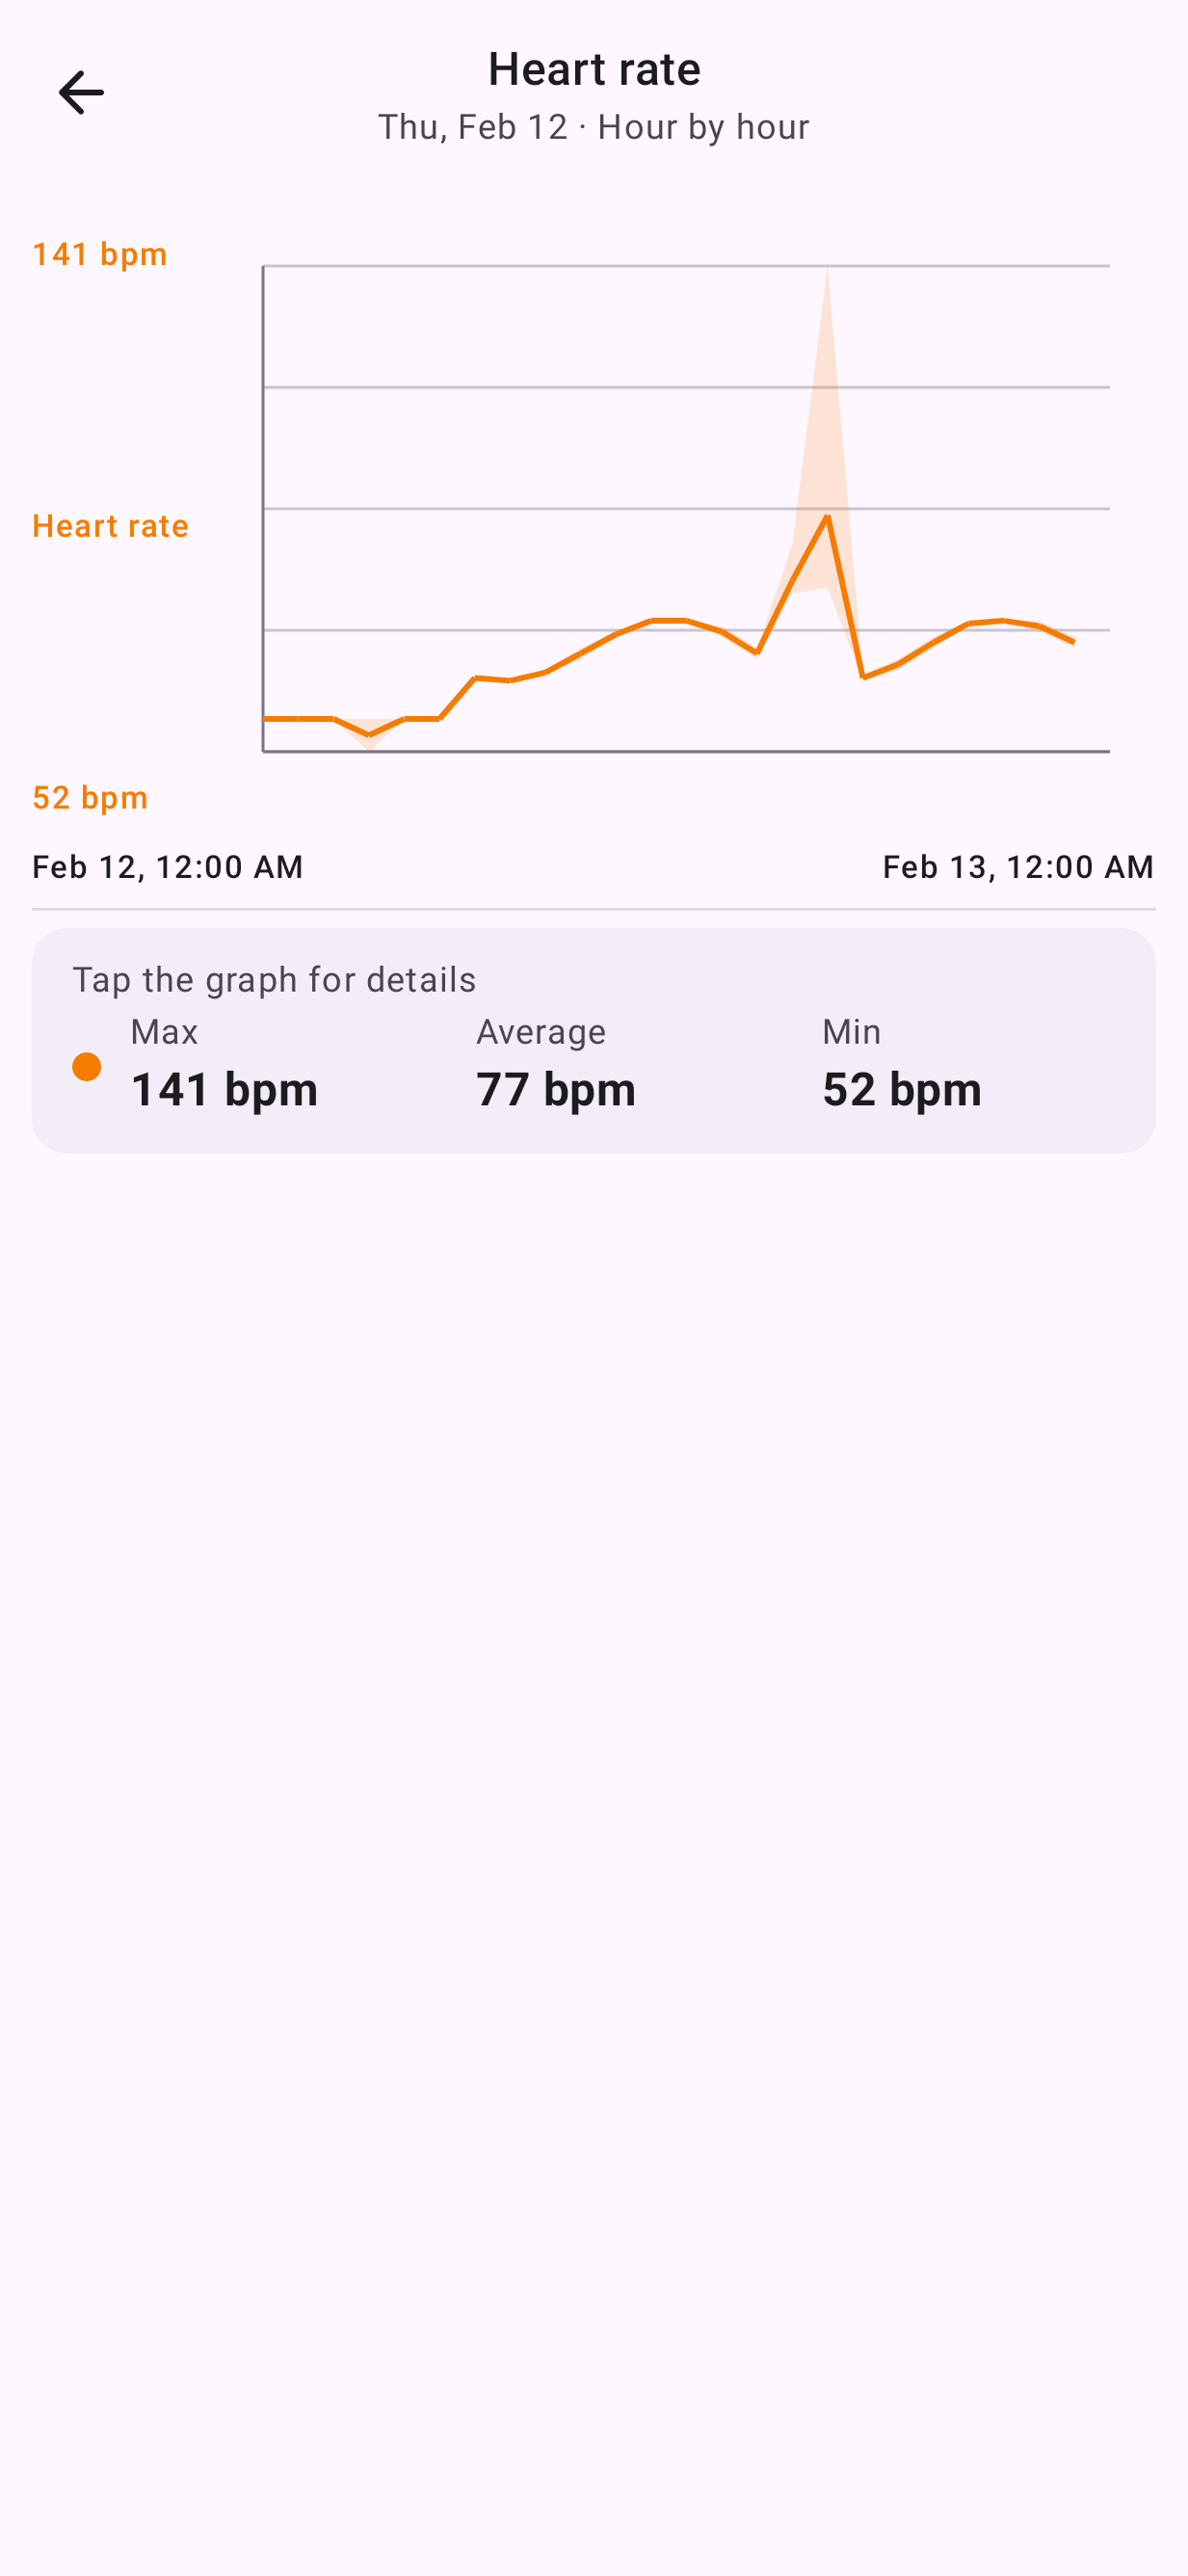 Heart rate
Thu, Feb 12 · Hour by hour
141 bpm
Heart rate
52 bpm
Feb 12, 12:00 AM
Feb 13, 12:00 AM
Tap the graph for details
Max
Average
Min
141 bpm
77 bpm
52 bpm